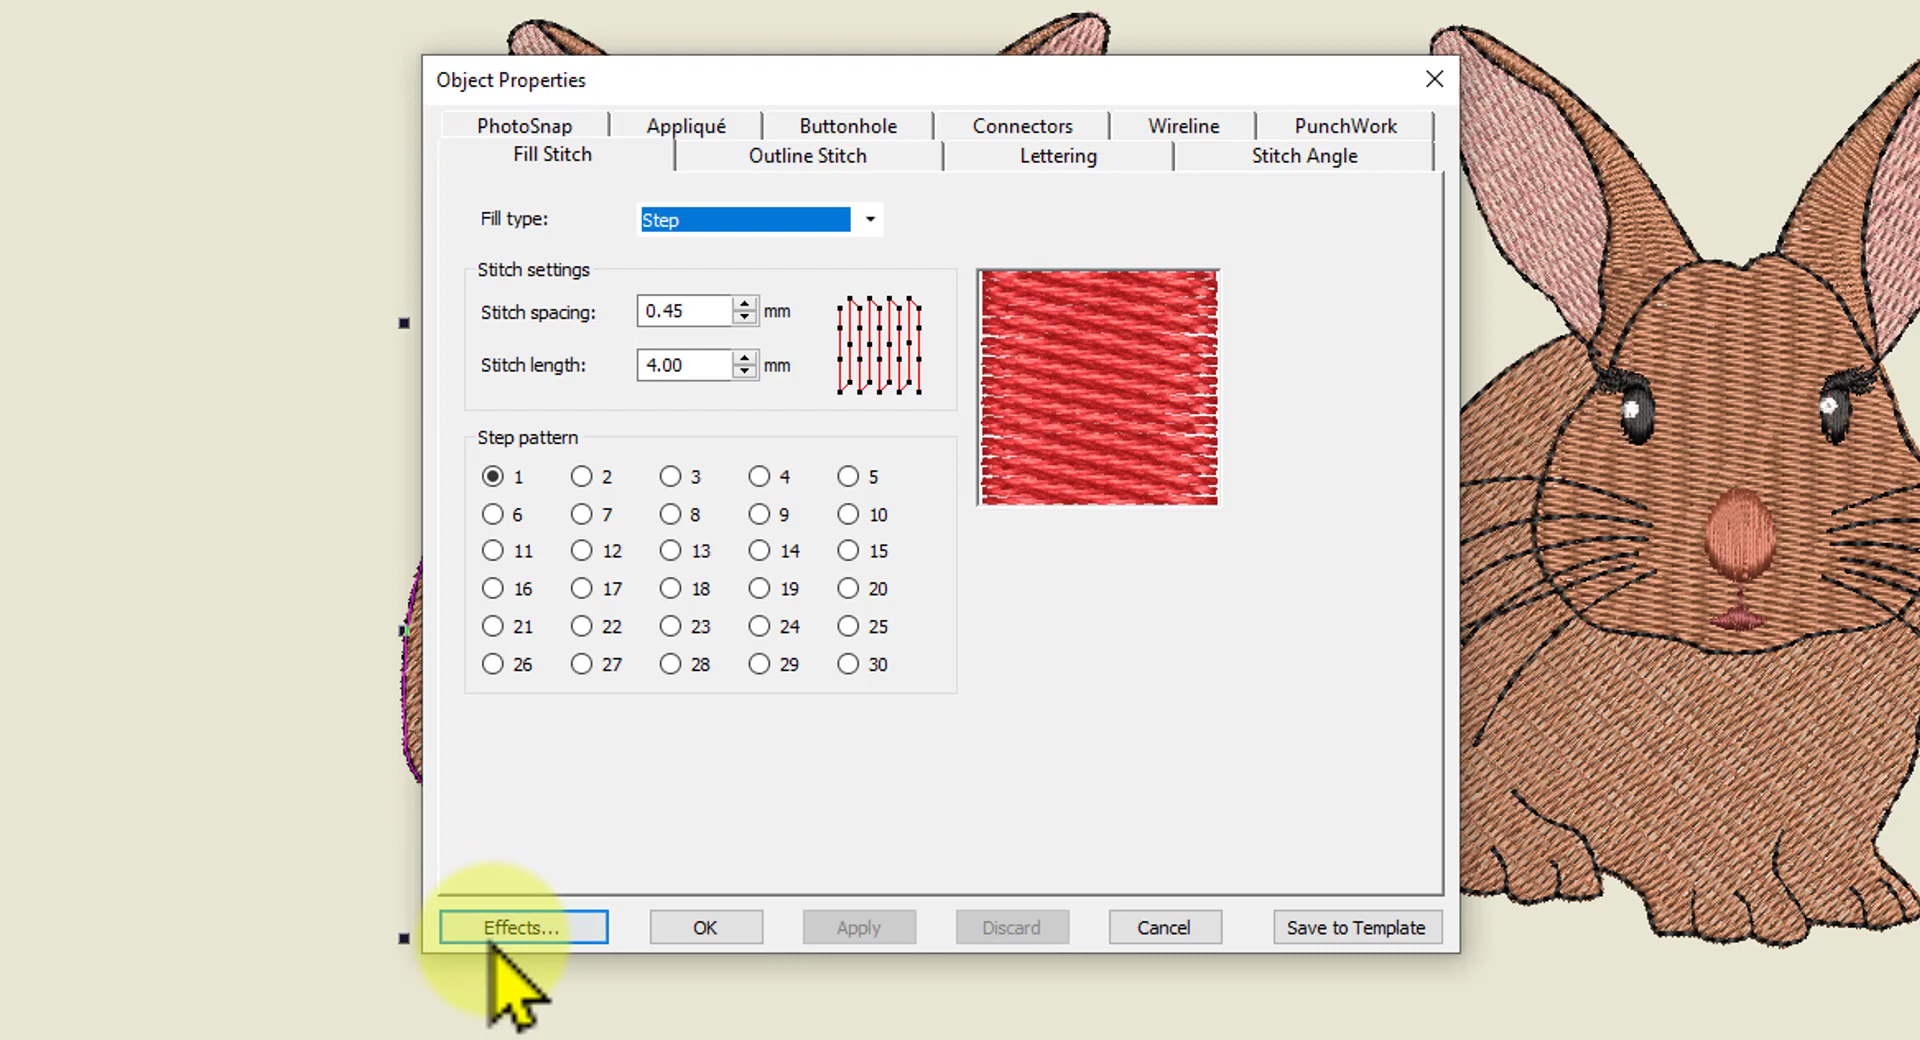 Object Properties
PhotoSnap Appliqué Buttonhole Connectors Wireline PunchWork
Fill Stitch Outline Stitch Lettering Stitch Angle
Fill type: Step
Stitch settings
Stitch spacing: 0.45 mm
Stitch length: 4.00 mm
Step pattern
1 2 3 4 5
6 7 8 9 10
11 12 13 14 15
16 17 18 19 20
21 22 23 24 25
26 27 28 29 30
Effects... OK Apply Discard Cancel Save to Template